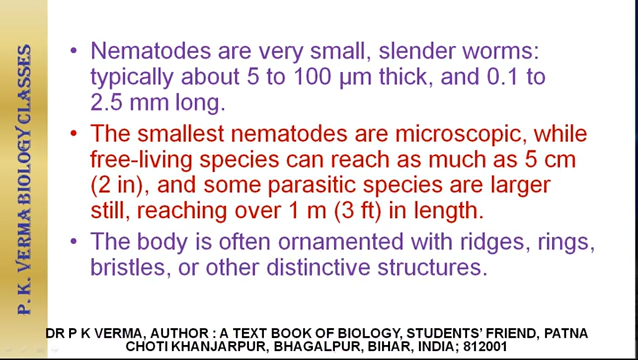 P. K. VERMA BIOLOGY CLASSES
• Nematodes are very small, slender worms:
typically about 5 to 100 µm thick, and 0.1 to
2.5 mm long.
• The smallest nematodes are microscopic, while
free-living species can reach as much as 5 cm
(2 in), and some parasitic species are larger
still, reaching over 1 m (3 ft) in length.
• The body is often ornamented with ridges, rings,
bristles, or other distinctive structures.
DR P K VERMA, AUTHOR : A TEXT BOOK OF BIOLOGY, STUDENTS' FRIEND, PATNA
CHOTI KHANJARPUR, BHAGALPUR, BIHAR, INDIA; 812001